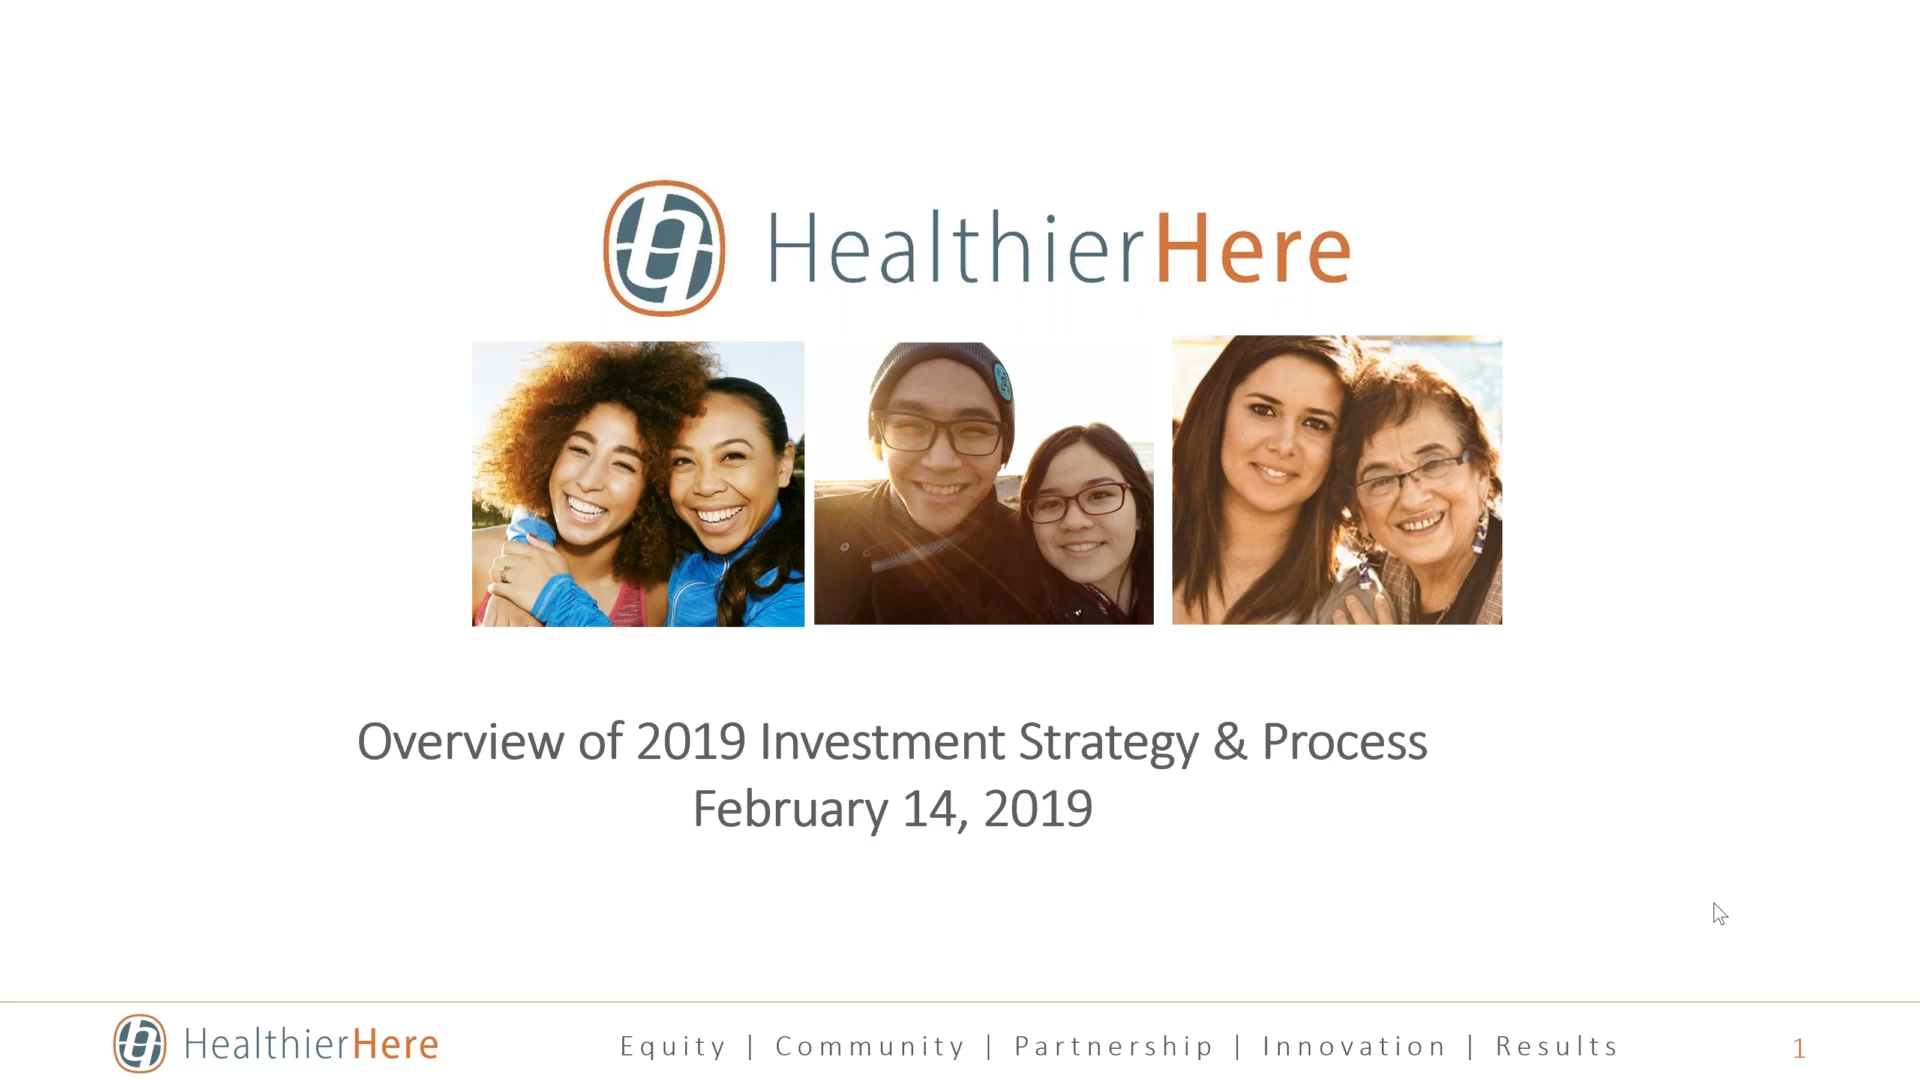 HealthierHere
Overview of 2019 Investment Strategy & Process
February 14, 2019
HealthierHere
Equity | Community | Partnership | Innovation | Results
1